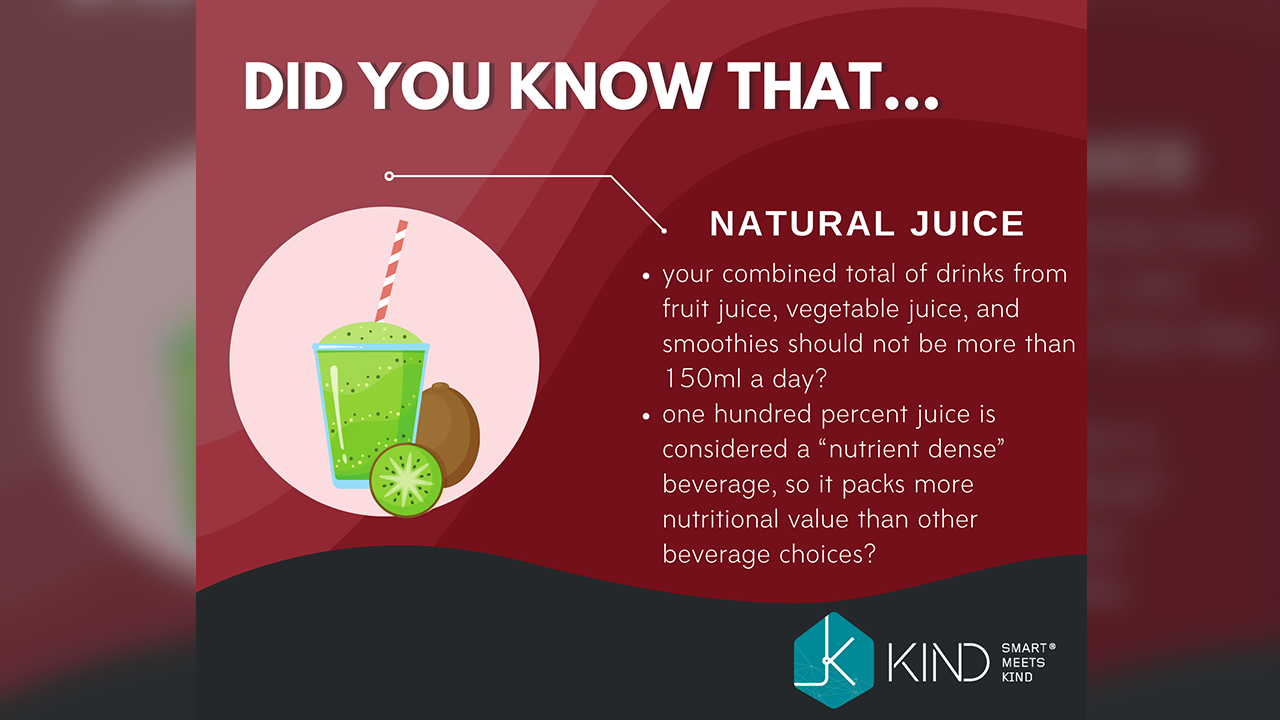 DID YOU KNOW THAT...
NATURAL JUICE
• your combined total of drinks from
fruit juice, vegetable juice, and
smoothies should not be more than
150ml a day?
• one hundred percent juice is
considered a “nutrient dense”
beverage, so it packs more
nutritional value than other
beverage choices?
KIND
SMART®
MEETS
KIND